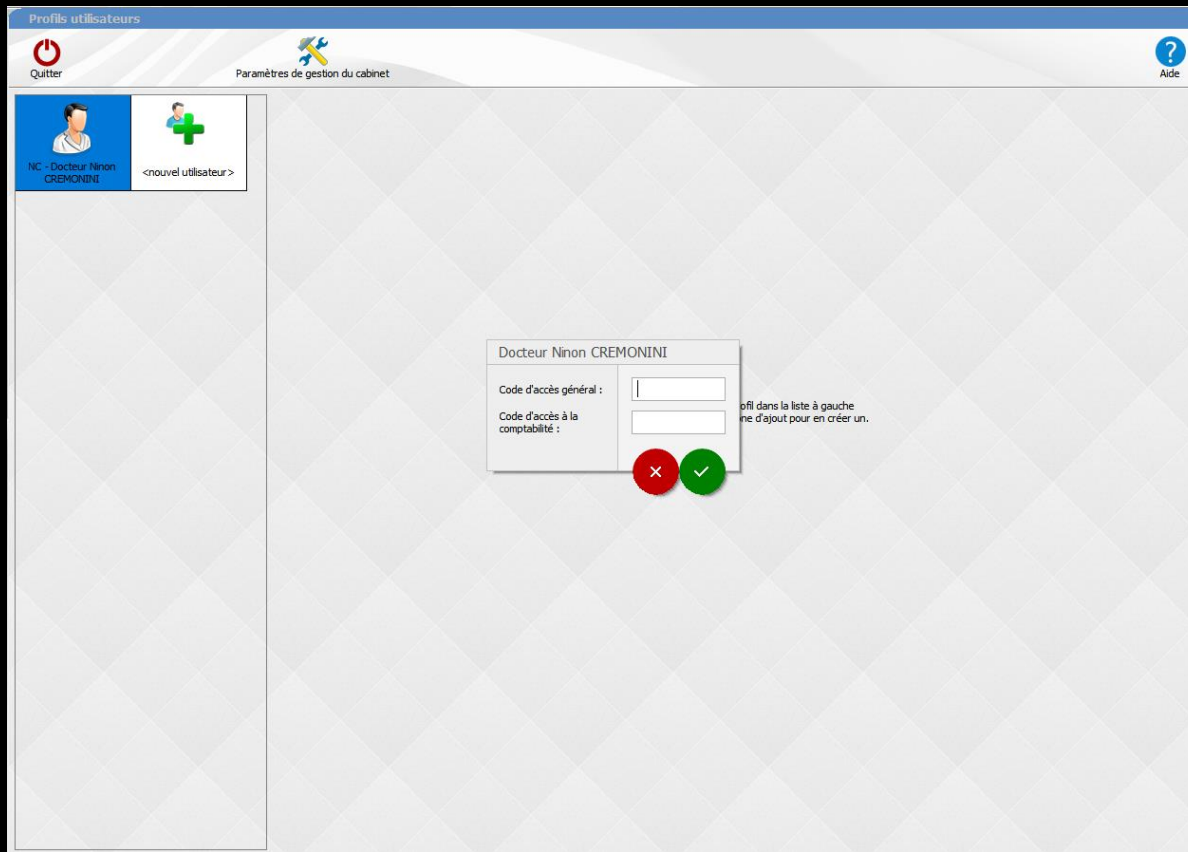 Profils utilisateurs
Quitter
Paramètres de gestion du cabinet
Aide
NC - Docteur Ninon
CREMONINI
<nouvel utilisateur>
Docteur Ninon CREMONINI
Code d'accès général :
Code d'accès à la
comptabilité :
ofil dans la liste à gauche
ne d'ajout pour en créer un.